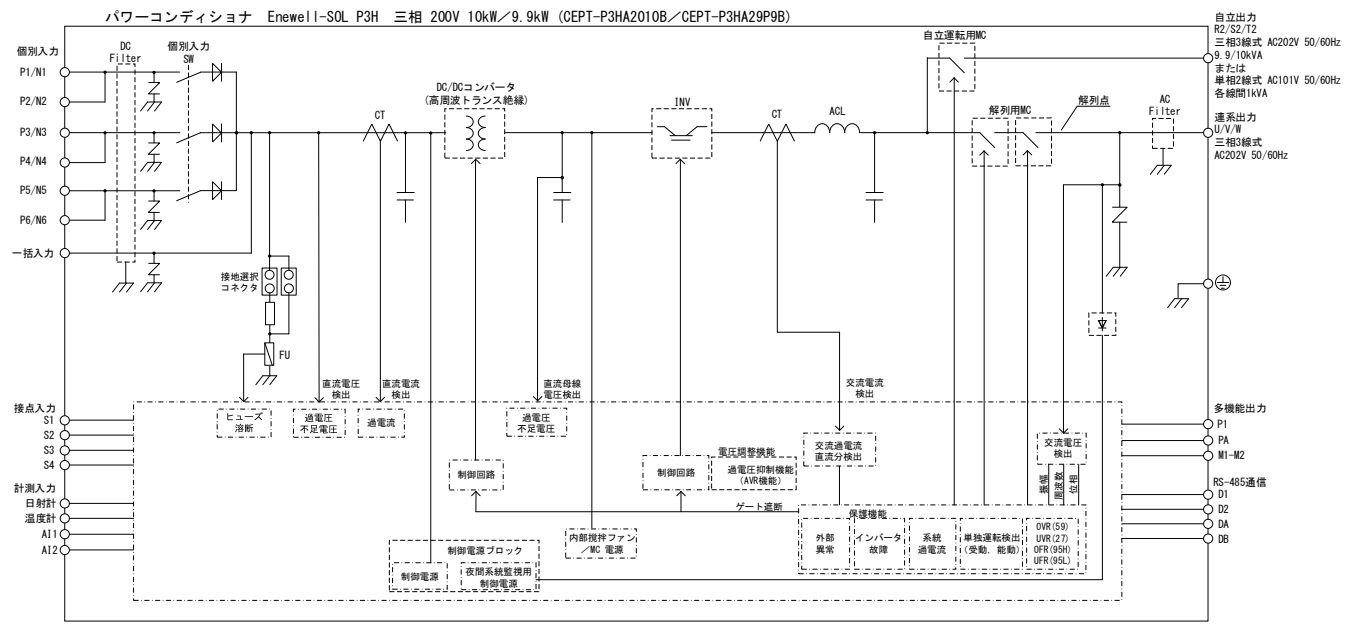 パワーコンディショナ Enewell-SOL P3H 三相 200V 10kW／9.9kW (CEPT-P3HA2010B／CEPT-P3HA29P9B)
個別入力
P1/N1
P2/N2
P3/N3
P4/N4
P5/N5
P6/N6
一括入力
DC
Filter
個別入力
SW
接地選択
コネクタ
FU
CT
DC/DCコンバータ
(高周波トランス絶縁)
INV
CT
ACL
自立運転用MC
解列用MC
解列点
AC
Filter
自立出力
R2/S2/T2
三相3線式 AC202V 50/60Hz
9.9/10kVA
または
単相2線式 AC101V 50/60Hz
各線間1kVA
連系出力
U/V/W
三相3線式
AC202V 50/60Hz
直流電圧
検出
直流電流
検出
直流母線
電圧検出
交流電流
検出
接点入力
S1
S2
S3
S4
計測入力
日射計
温度計
AI1
AI2
ヒューズ
溶断
過電圧
不足電圧
過電流
過電圧
不足電圧
制御回路
制御回路
電圧調整機能
過電圧抑制機能
(AVR機能)
交流過電流
直流分検出
交流電圧
検出
振幅
周波数
位相
ゲート遮断
保護機能
外部
異常
インバータ
故障
系統
過電流
単独運転検出
(受動、能動)
OVR(59)
UVR(27)
OFR(95H)
UFR(95L)
内部撹拌ファン
／MC 電源
制御電源ブロック
制御電源
夜間系統監視用
制御電源
多機能出力
P1
PA
M1-M2
RS-485通信
D1
D2
DA
DB